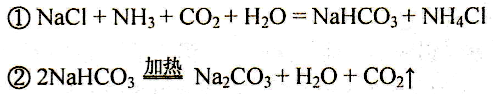 ① NaCl + NH₃ + CO₂ + H₂O = NaHCO₃ + NH₄Cl
② 2NaHCO₃ 加热 Na₂CO₃ + H₂O + CO₂↑